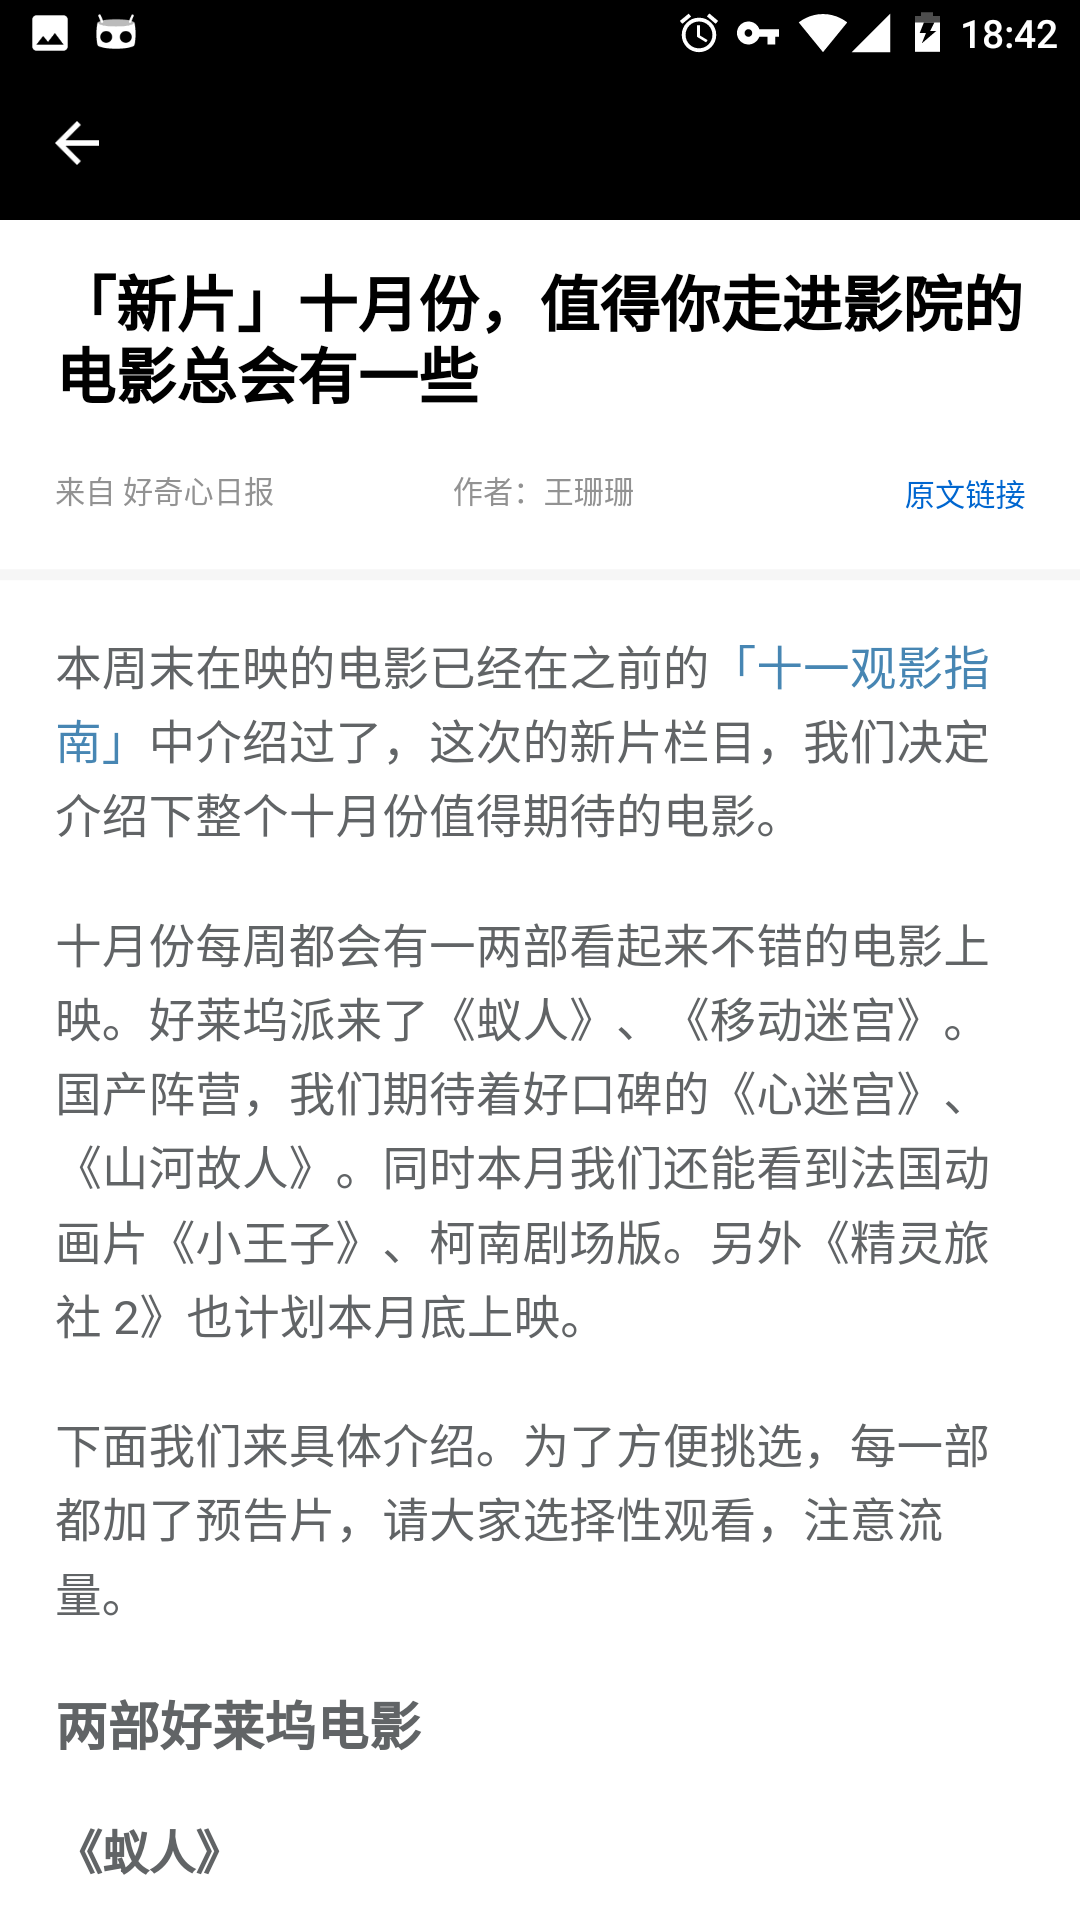 18:42
「新片」十月份，值得你走进影院的
电影总会有一些
来自 好奇心日报 作者：王珊珊 原文链接
本周末在映的电影已经在之前的「十一观影指
南」中介绍过了，这次的新片栏目，我们决定
介绍下整个十月份值得期待的电影。
十月份每周都会有一两部看起来不错的电影上
映。好莱坞派来了《蚁人》、《移动迷宫》。
国产阵营，我们期待着好口碑的《心迷宫》、
《山河故人》。同时本月我们还能看到法国动
画片《小王子》、柯南剧场版。另外《精灵旅
社 2》也计划本月底上映。
下面我们来具体介绍。为了方便挑选，每一部
都加了预告片，请大家选择性观看，注意流
量。
两部好莱坞电影
《蚁人》